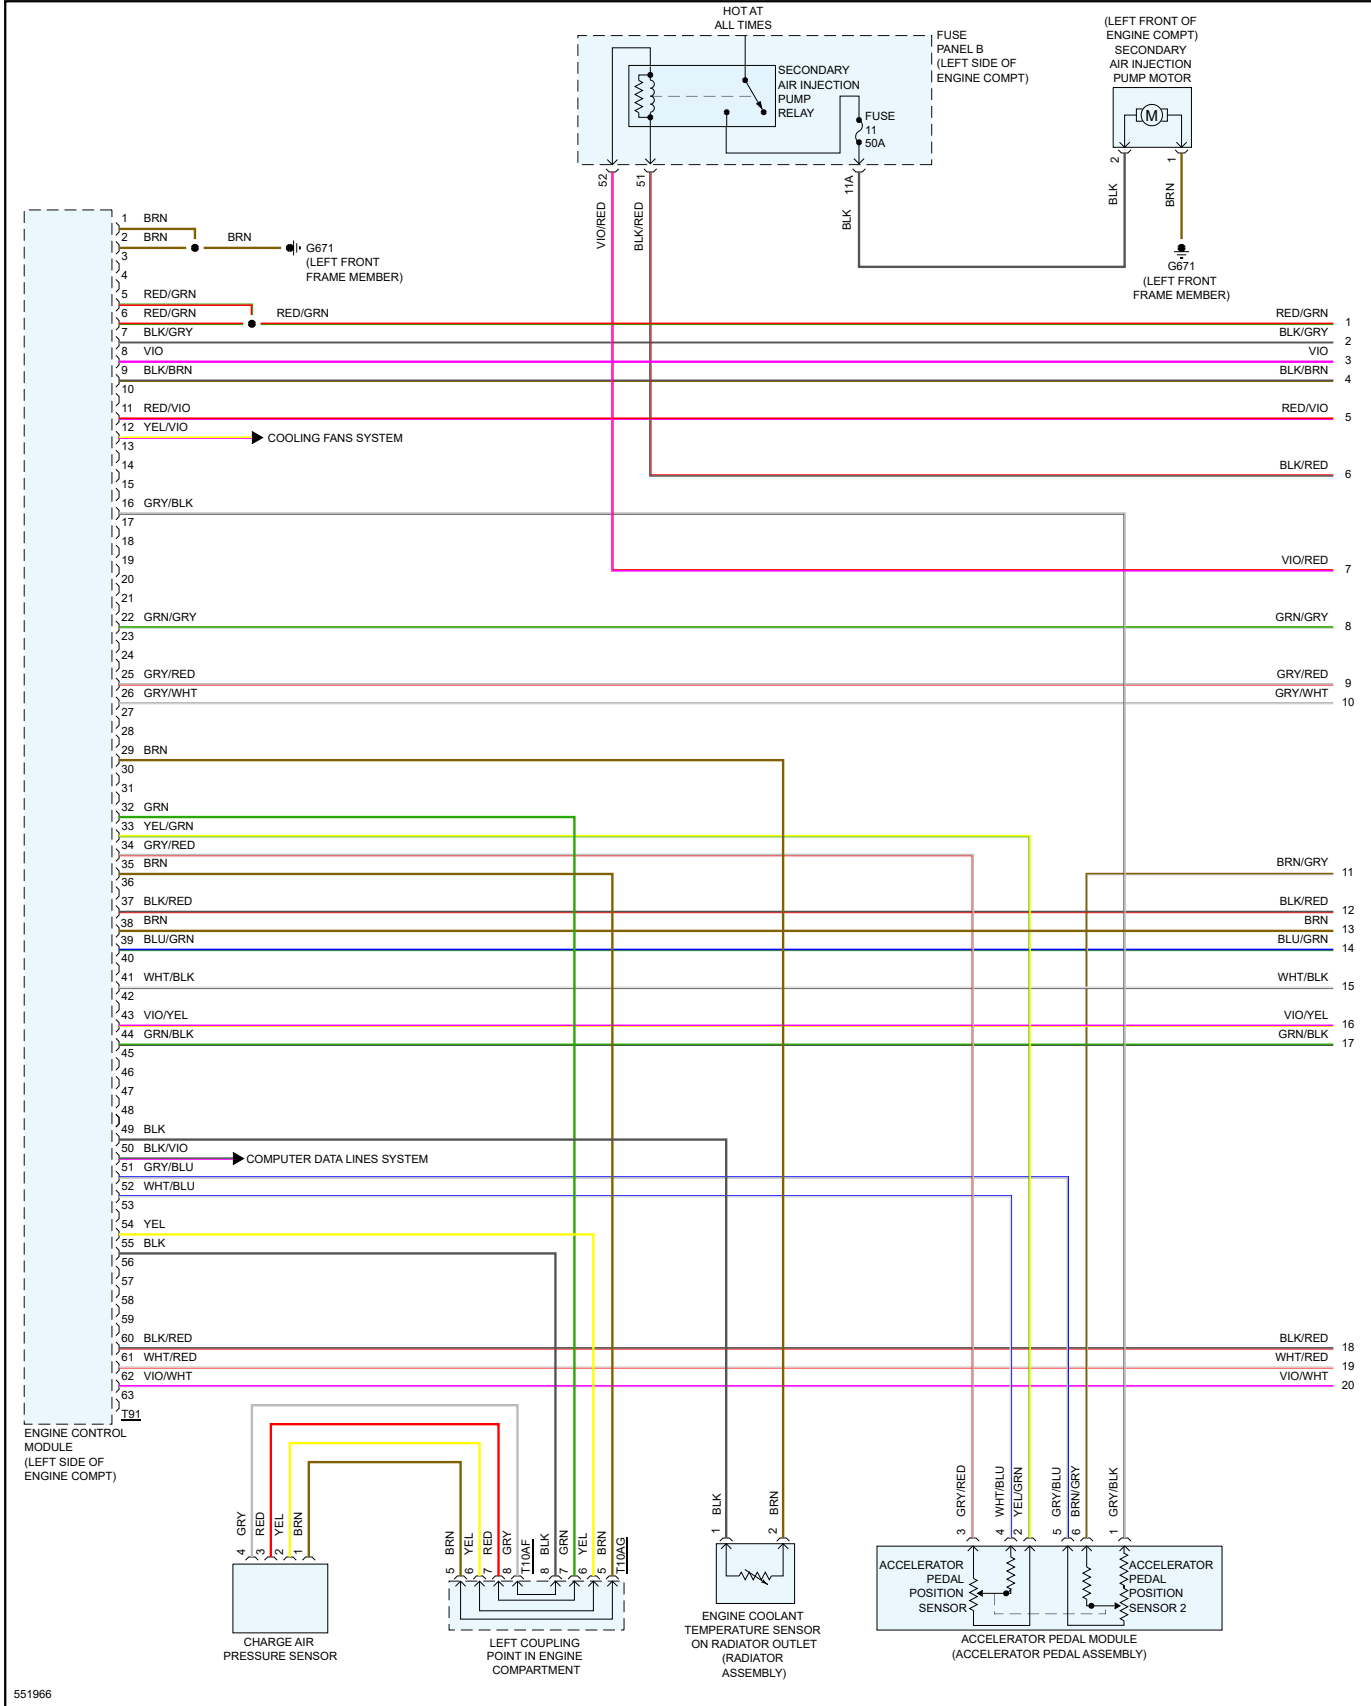 HOT AT
ALL TIMES
FUSE
PANEL B
(LEFT SIDE OF
ENGINE COMPT)
SECONDARY
AIR INJECTION
PUMP
RELAY
FUSE
11
50A
(LEFT FRONT OF
ENGINE COMPT)
SECONDARY
AIR INJECTION
PUMP MOTOR
M
2
1
BLK
BRN
G671
(LEFT FRONT
FRAME MEMBER)
52
51
11A
VIO/RED
BLK/RED
BLK
1 BRN
2 BRN
BRN
G671
(LEFT FRONT
FRAME MEMBER)
3
4
5 RED/GRN
6 RED/GRN
RED/GRN
RED/GRN 1
7 BLK/GRY
BLK/GRY 2
8 VIO
VIO 3
9 BLK/BRN
BLK/BRN 4
10
11 RED/VIO
RED/VIO 5
12 YEL/VIO
COOLING FANS SYSTEM
13
14
15
BLK/RED 6
16 GRY/BLK
17
18
19
VIO/RED 7
20
21
22 GRN/GRY
GRN/GRY 8
23
24
25 GRY/RED
GRY/RED 9
26 GRY/WHT
GRY/WHT 10
27
28
29 BRN
30
31
32 GRN
33 YEL/GRN
34 GRY/RED
35 BRN
BRN/GRY 11
36
37 BLK/RED
BLK/RED 12
38 BRN
BRN 13
39 BLU/GRN
BLU/GRN 14
40
41 WHT/BLK
WHT/BLK 15
42
43 VIO/YEL
VIO/YEL 16
44 GRN/BLK
GRN/BLK 17
45
46
47
48
49 BLK
50 BLK/VIO
COMPUTER DATA LINES SYSTEM
51 GRY/BLU
52 WHT/BLU
53
54 YEL
55 BLK
56
57
58
59
60 BLK/RED
BLK/RED 18
61 WHT/RED
WHT/RED 19
62 VIO/WHT
VIO/WHT 20
63
T91
ENGINE CONTROL
MODULE
(LEFT SIDE OF
ENGINE COMPT)
GRY
RED
YEL
BRN
4
3
2
1
CHARGE AIR
PRESSURE SENSOR
BRN
YEL
RED
GRY
T10AF
BLK
GRN
YEL
BRN
T10AG
5
6
7
8
8
7
6
5
LEFT COUPLING
POINT IN ENGINE
COMPARTMENT
BLK
BRN
1
2
ENGINE COOLANT
TEMPERATURE SENSOR
ON RADIATOR OUTLET
(RADIATOR
ASSEMBLY)
GRY/RED
WHT/BLU
YEL/GRN
GRY/BLU
BRN/GRY
GRY/BLK
3
4
2
5
6
1
ACCELERATOR
PEDAL
POSITION
SENSOR
ACCELERATOR
PEDAL
POSITION
SENSOR 2
ACCELERATOR PEDAL MODULE
(ACCELERATOR PEDAL ASSEMBLY)
551966